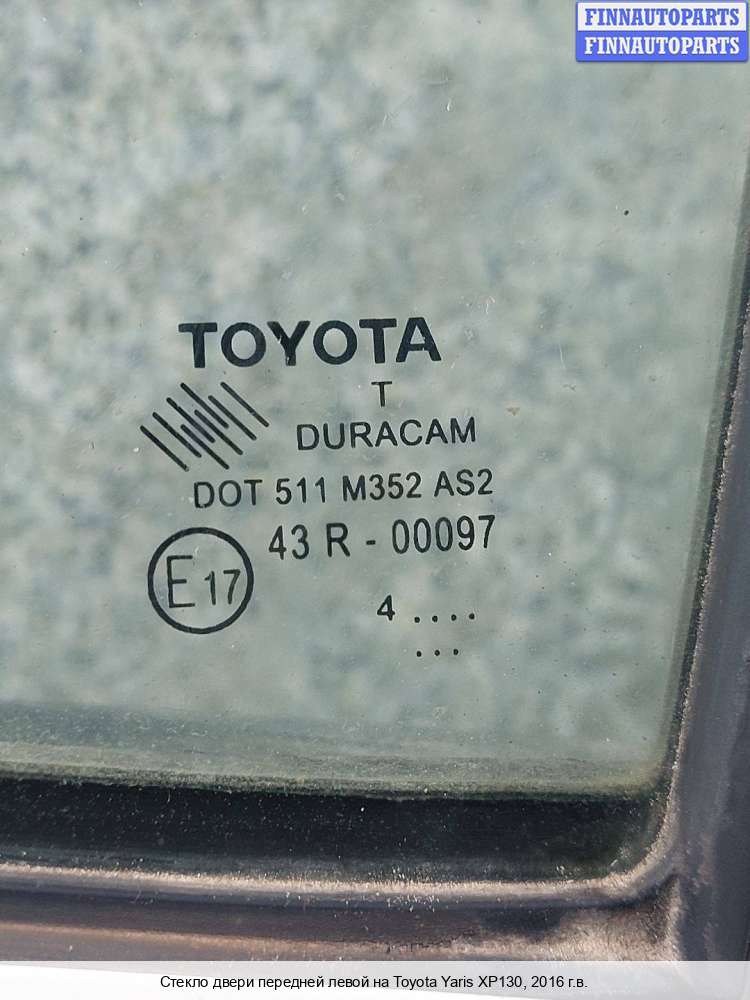 FINNAUTOPARTS
FINNAUTOPARTS
TOYOTA
T
DURACAM
DOT 511 M352 AS2
43 R - 00097
E 17
4 ....
...
Стекло двери передней левой на Toyota Yaris XP130, 2016 г.в.